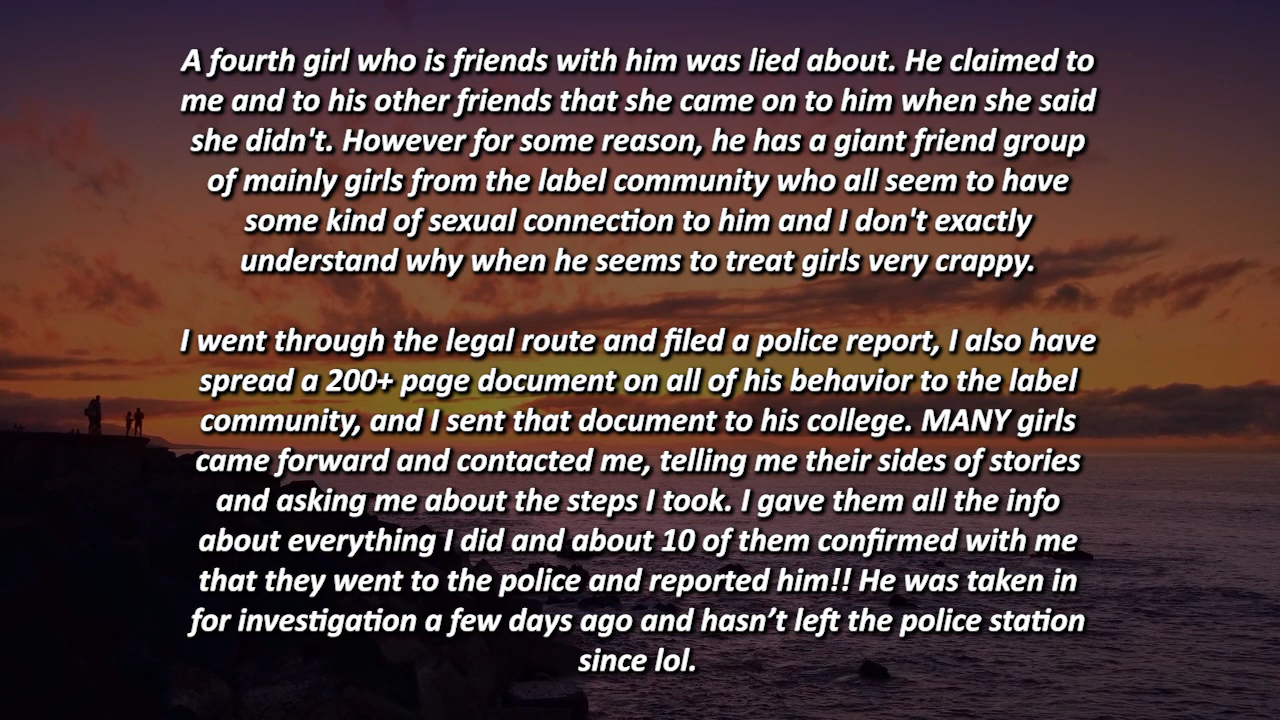 A fourth girl who is friends with him was lied about. He claimed to
me and to his other friends that she came on to him when she said
she didn't. However for some reason, he has a giant friend group
of mainly girls from the label community who all seem to have
some kind of sexual connection to him and I don't exactly
understand why when he seems to treat girls very crappy.
I went through the legal route and filed a police report, I also have
spread a 200+ page document on all of his behavior to the label
community, and I sent that document to his college. MANY girls
came forward and contacted me, telling me their sides of stories
and asking me about the steps I took. I gave them all the info
about everything I did and about 10 of them confirmed with me
that they went to the police and reported him!! He was taken in
for investigation a few days ago and hasn’t left the police station
since lol.